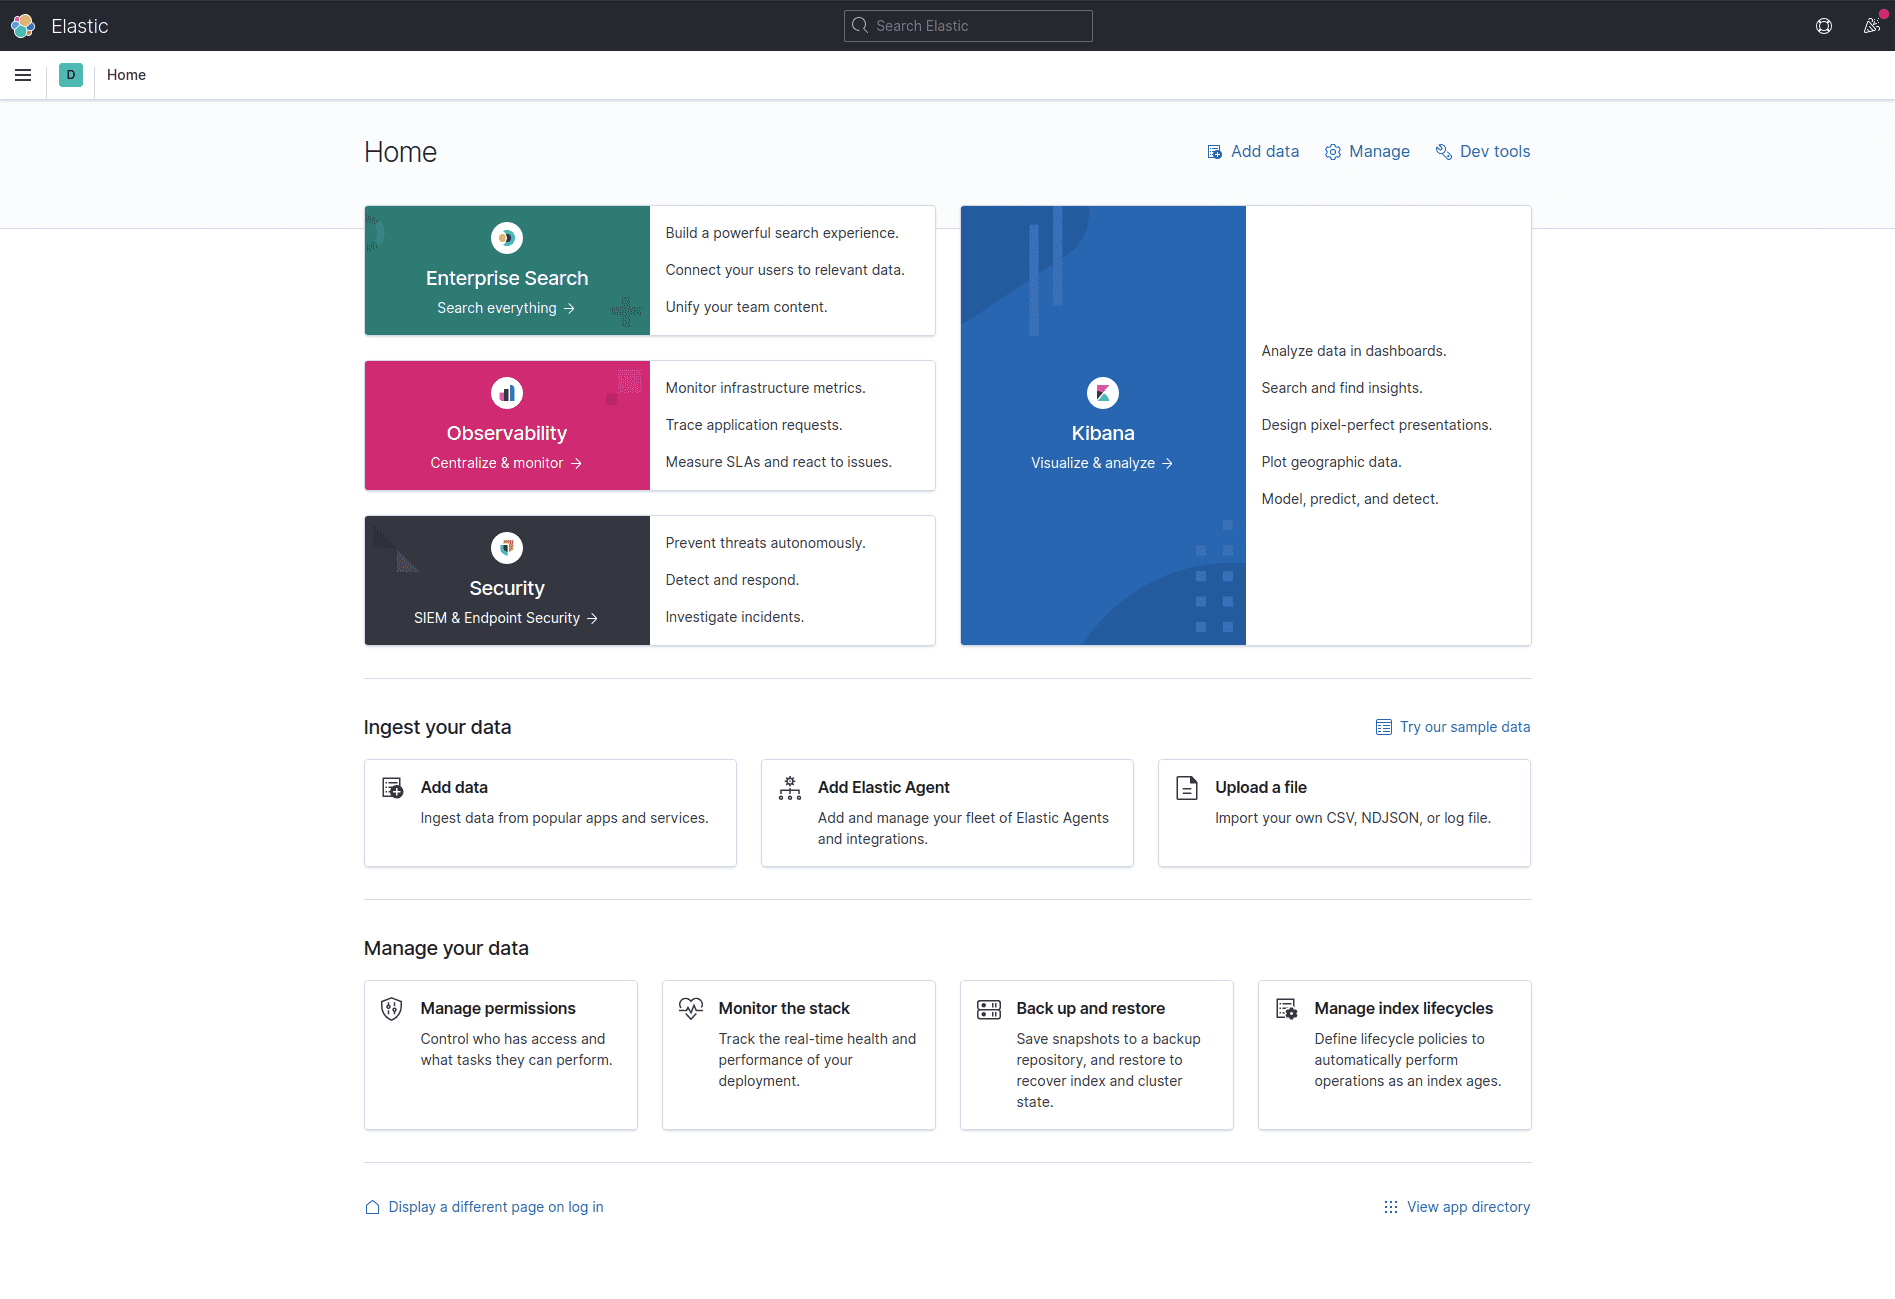 Elastic
Search Elastic
D
Home
Home
Add data
Manage
Dev tools
Enterprise Search
Search everything →
Build a powerful search experience.
Connect your users to relevant data.
Unify your team content.
Observability
Centralize & monitor →
Monitor infrastructure metrics.
Trace application requests.
Measure SLAs and react to issues.
Security
SIEM & Endpoint Security →
Prevent threats autonomously.
Detect and respond.
Investigate incidents.
Kibana
Visualize & analyze →
Analyze data in dashboards.
Search and find insights.
Design pixel-perfect presentations.
Plot geographic data.
Model, predict, and detect.
Ingest your data
Try our sample data
Add data
Ingest data from popular apps and services.
Add Elastic Agent
Add and manage your fleet of Elastic Agents
and integrations.
Upload a file
Import your own CSV, NDJSON, or log file.
Manage your data
Manage permissions
Control who has access and
what tasks they can perform.
Monitor the stack
Track the real-time health and
performance of your
deployment.
Back up and restore
Save snapshots to a backup
repository, and restore to
recover index and cluster
state.
Manage index lifecycles
Define lifecycle policies to
automatically perform
operations as an index ages.
Display a different page on log in
View app directory